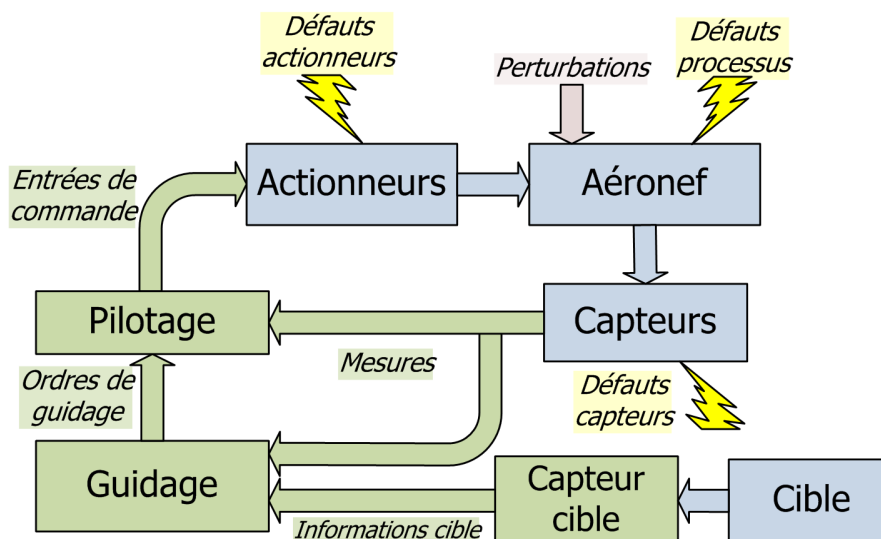 Défauts
actionneurs
Perturbations
Défauts
processus
Entrées de
commande
Actionneurs
Aéronef
Pilotage
Capteurs
Mesures
Ordres de
guidage
Défauts
capteurs
Guidage
Capteur
cible
Cible
Informations cible